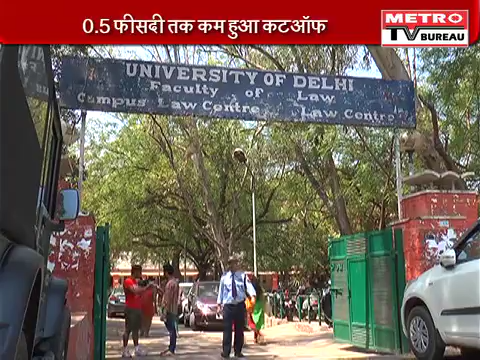 0.5 फीसदी तक कम हुआ कटऑफ
METRO
TV BUREAU
UNIVERSITY OF DELHI
Faculty of Law
Campus Law Centre Law Centre